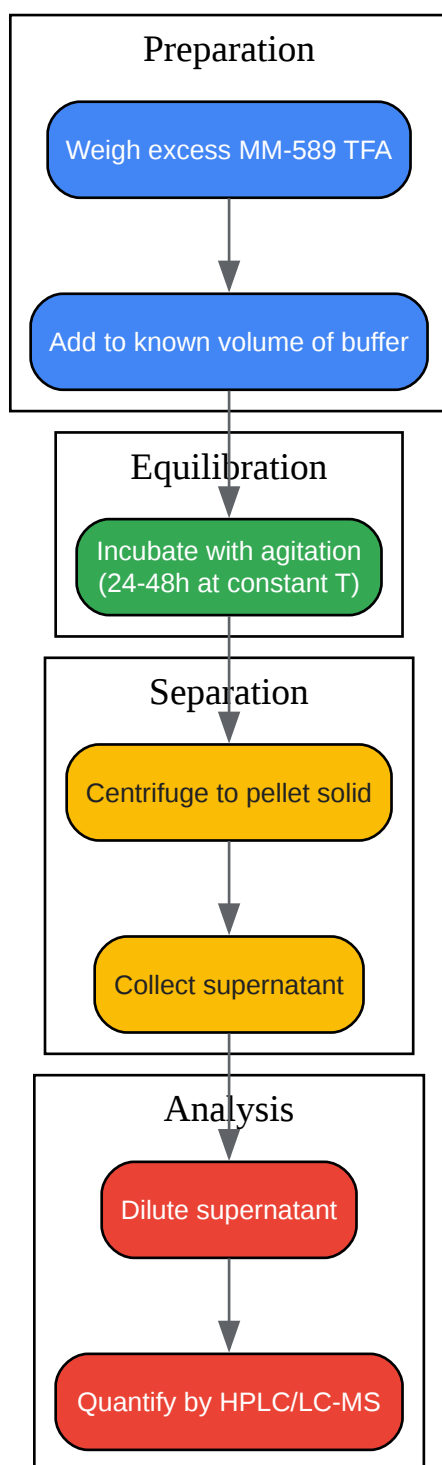 Preparation
Weigh excess MM-589 TFA
Add to known volume of buffer
Equilibration
Incubate with agitation
(24-48h at constant T)
Separation
Centrifuge to pellet solid
Collect supernatant
Analysis
Dilute supernatant
Quantify by HPLC/LC-MS